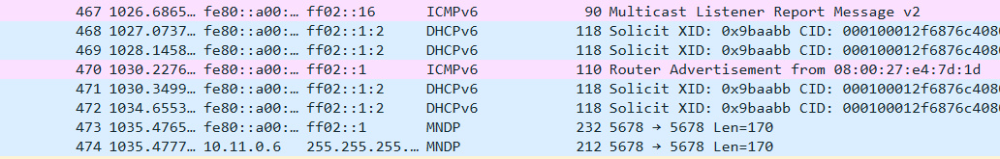 467 1026.6865… fe80::a00:… ff02::16 ICMPv6 90 Multicast Listener Report Message v2
468 1027.0737… fe80::a00:… ff02::1:2 DHCPv6 118 Solicit XID: 0x9baabb CID: 000100012f6876c4080
469 1028.1458… fe80::a00:… ff02::1:2 DHCPv6 118 Solicit XID: 0x9baabb CID: 000100012f6876c4080
470 1030.2276… fe80::a00:… ff02::1 ICMPv6 110 Router Advertisement from 08:00:27:e4:7d:1d
471 1030.3499… fe80::a00:… ff02::1:2 DHCPv6 118 Solicit XID: 0x9baabb CID: 000100012f6876c4080
472 1034.6553… fe80::a00:… ff02::1:2 DHCPv6 118 Solicit XID: 0x9baabb CID: 000100012f6876c4080
473 1035.4765… fe80::a00:… ff02::1 MNDP 232 5678 → 5678 Len=170
474 1035.4777… 10.11.0.6 255.255.255.… MNDP 212 5678 → 5678 Len=170